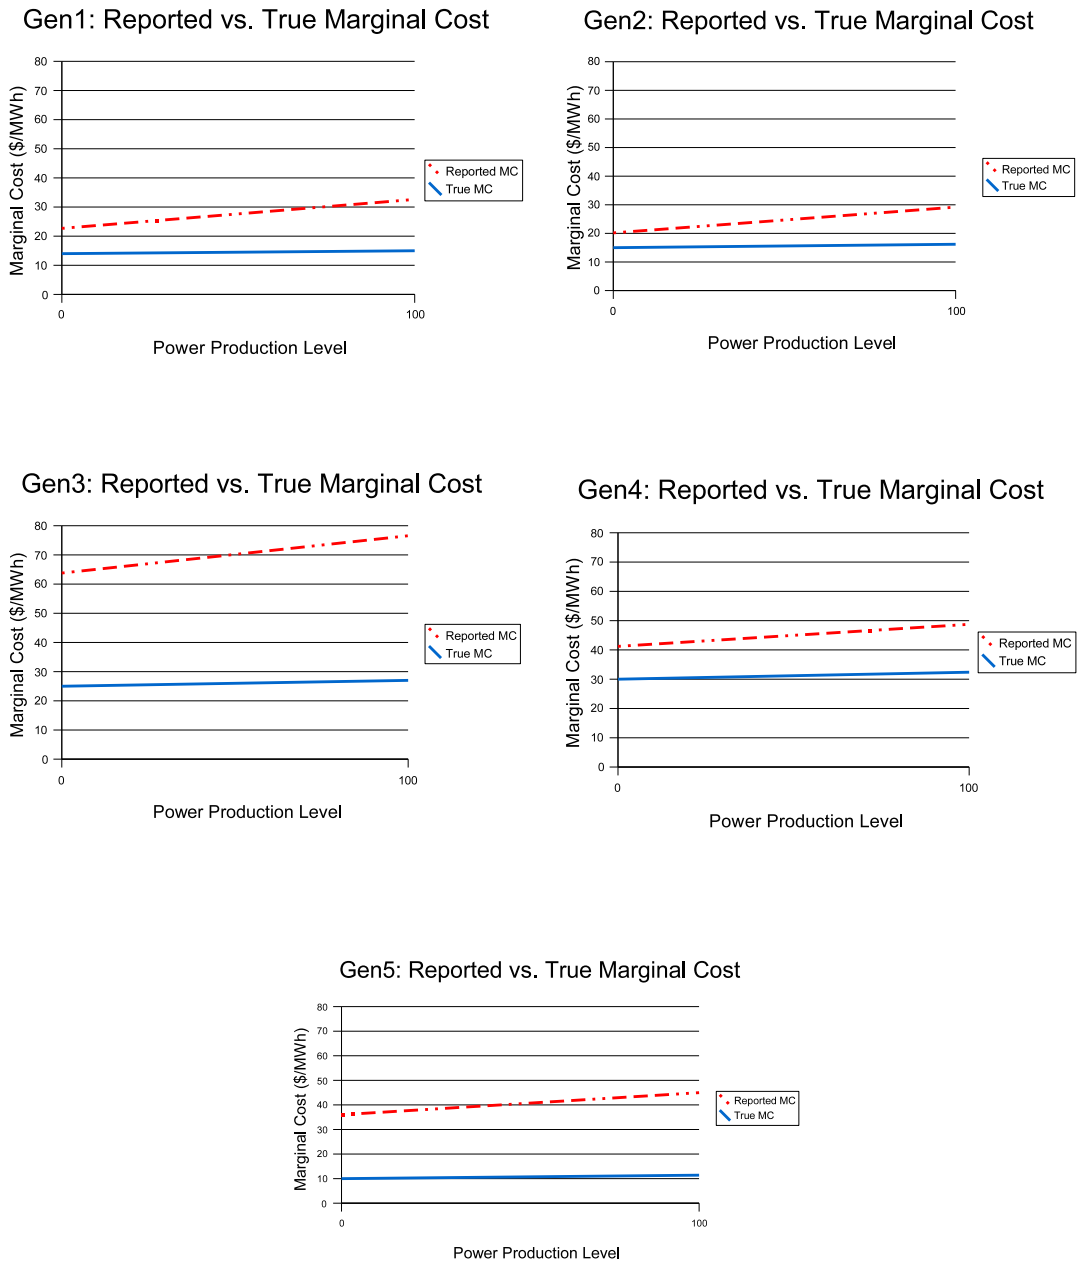 Gen1: Reported vs. True Marginal Cost
80
70
60
50
40
30
20
10
0
0
100
Marginal Cost ($/MWh)
Power Production Level
Reported MC
True MC
Gen2: Reported vs. True Marginal Cost
80
70
60
50
40
30
20
10
0
0
100
Marginal Cost ($/MWh)
Power Production Level
Reported MC
True MC
Gen3: Reported vs. True Marginal Cost
80
70
60
50
40
30
20
10
0
0
100
Marginal Cost ($/MWh)
Power Production Level
Reported MC
True MC
Gen4: Reported vs. True Marginal Cost
80
70
60
50
40
30
20
10
0
0
100
Marginal Cost ($/MWh)
Power Production Level
Reported MC
True MC
Gen5: Reported vs. True Marginal Cost
80
70
60
50
40
30
20
10
0
0
100
Marginal Cost ($/MWh)
Power Production Level
Reported MC
True MC